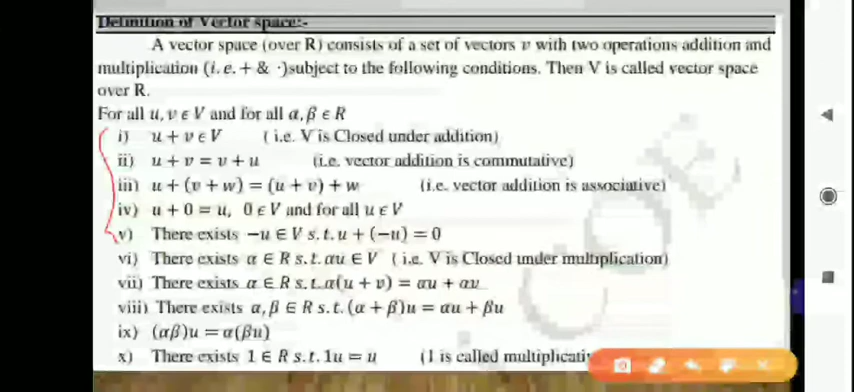 Definition of Vector space:-
A vector space (over R) consists of a set of vectors v with two operations addition and
multiplication (i.e. + & ·)subject to the following conditions. Then V is called vector space
over R.
For all u, v ϵ V and for all α, β ϵ R
i) u + v ϵ V ( i.e. V is Closed under addition)
ii) u + v = v + u (i.e. vector addition is commutative)
iii) u + (v + w) = (u + v) + w (i.e. vector addition is associative)
iv) u + 0 = u, 0 ϵ V and for all u ϵ V
v) There exists -u ∈ V s.t. u + (-u) = 0
vi) There exists α ∈ R s.t. αu ∈ V ( i.e. V is Closed under multiplication)
vii) There exists α ∈ R s.t. α(u + v) = αu + αv
viii) There exists α, β ∈ R s.t. (α + β)u = αu + βu
ix) (αβ)u = α(βu)
x) There exists 1 ∈ R s.t. 1u = u (1 is called
COE